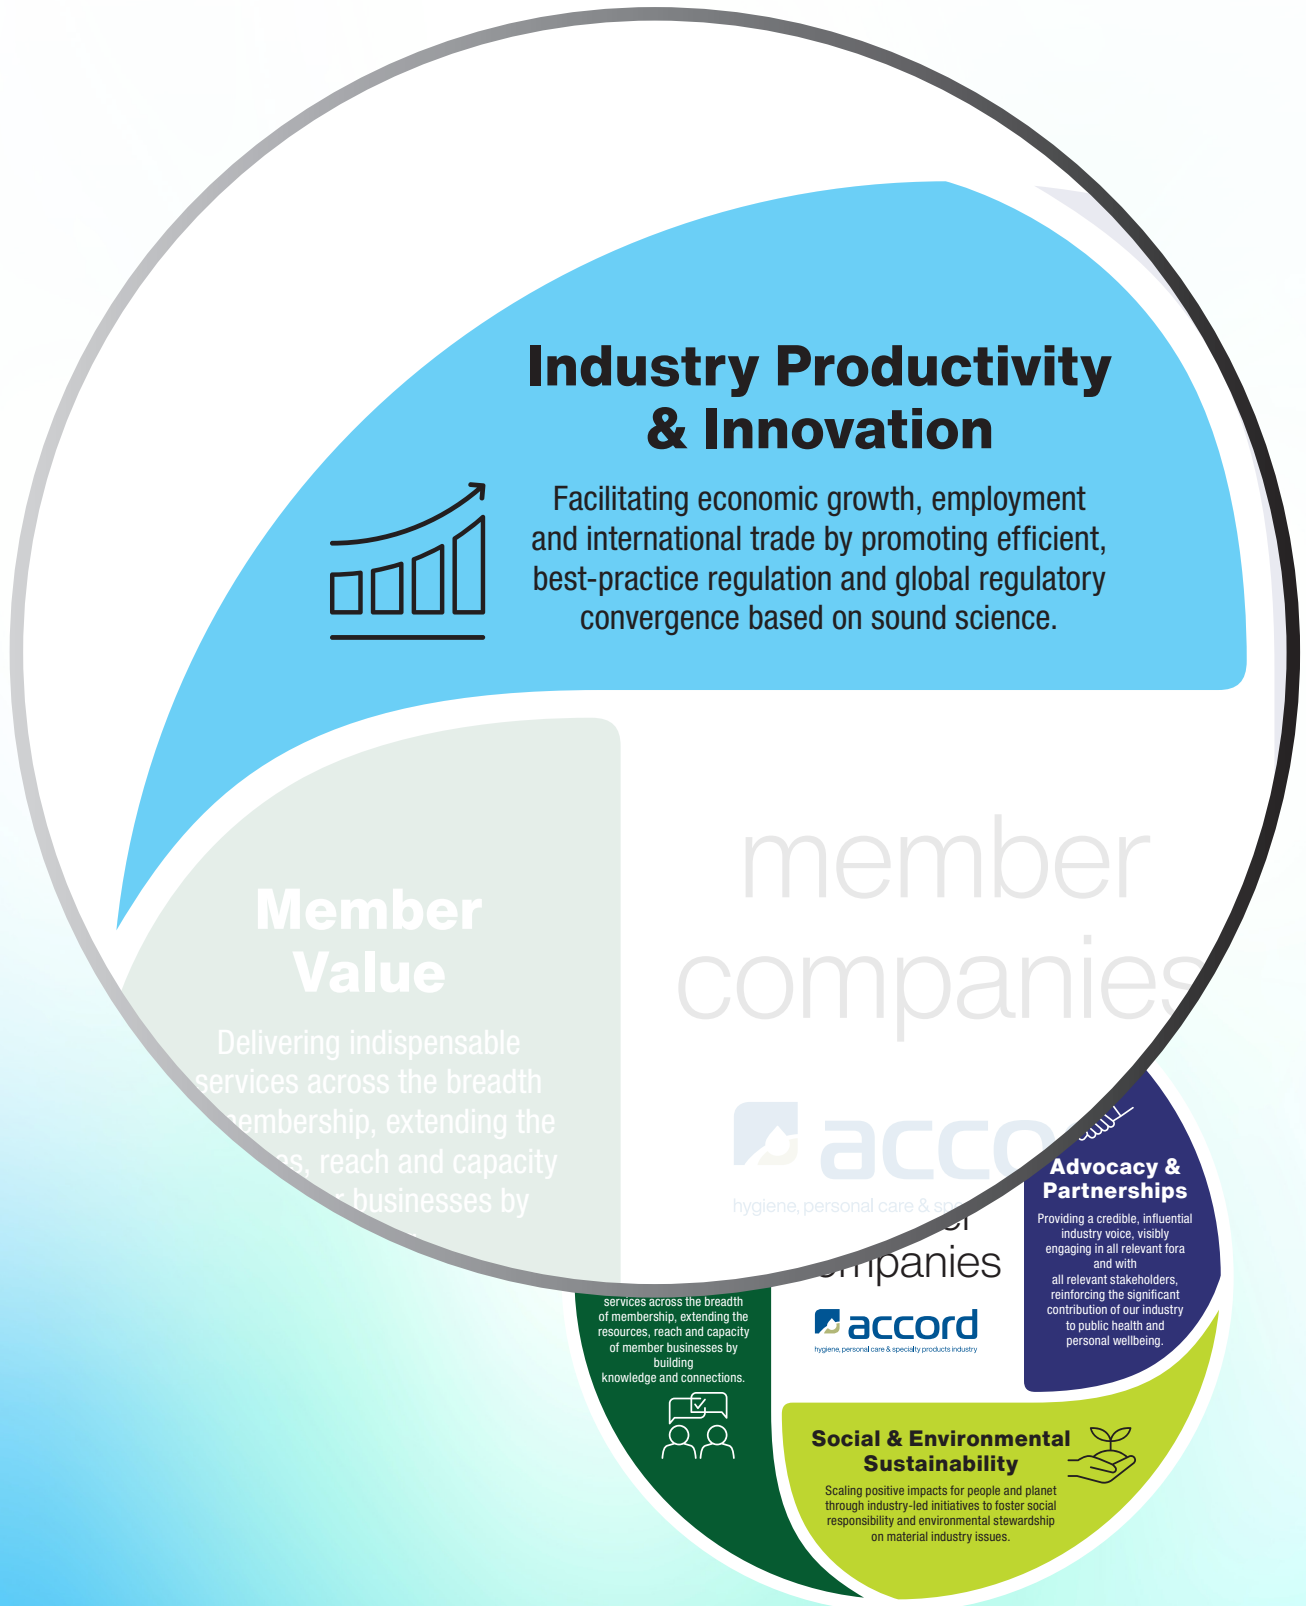 Industry Productivity
& Innovation
Facilitating economic growth, employment
and international trade by promoting efficient,
best-practice regulation and global regulatory
convergence based on sound science.
Member
Value
Delivering indispensable
services across the breadth
membership, extending the
reach and capacity
businesses by
member
companies
accord
hygiene, personal care &
companies
accord
hygiene, personal care & specialty products industry
services across the breadth
of membership, extending the
resources, reach and capacity
of member businesses by
building
knowledge and connections.
Advocacy &
Partnerships
Providing a credible, influential
industry voice, visibly
engaging in all relevant fora
and with
all relevant stakeholders,
reinforcing the significant
contribution of our industry
to public health and
personal wellbeing.
Social & Environmental
Sustainability
Scaling positive impacts for people and planet
through industry-led initiatives to foster social
responsibility and environmental stewardship
on material industry issues.